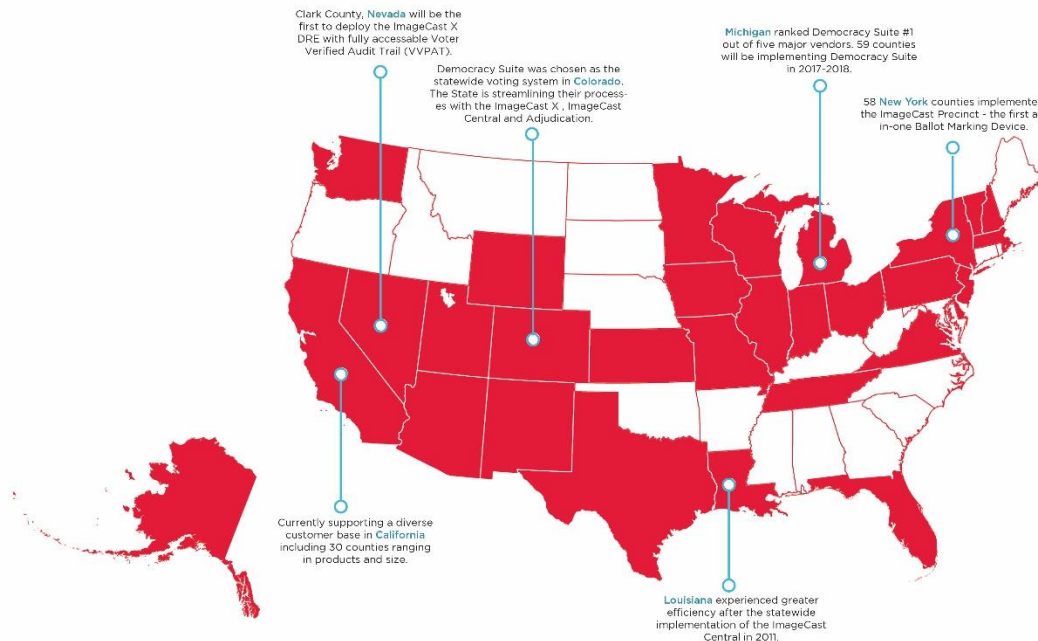 Clark County, Nevada will be the
first to deploy the ImageCast X
DRE with fully accessable Voter
Verified Audit Trail (VVPAT).
Democracy Suite was chosen as the
statewide voting system in Colorado.
The State is streamlining their process-
es with the ImageCast X , ImageCast
Central and Adjudication.
Michigan ranked Democracy Suite #1
out of five major vendors. 59 counties
will be implementing Democracy Suite
in 2017-2018.
58 New York counties implemente
the ImageCast Precinct - the first a
in-one Ballot Marking Device.
Currently supporting a diverse
customer base in California
including 30 counties ranging
in products and size.
Louisiana experienced greater
efficiency after the statewide
implementation of the ImageCast
Central in 2011.